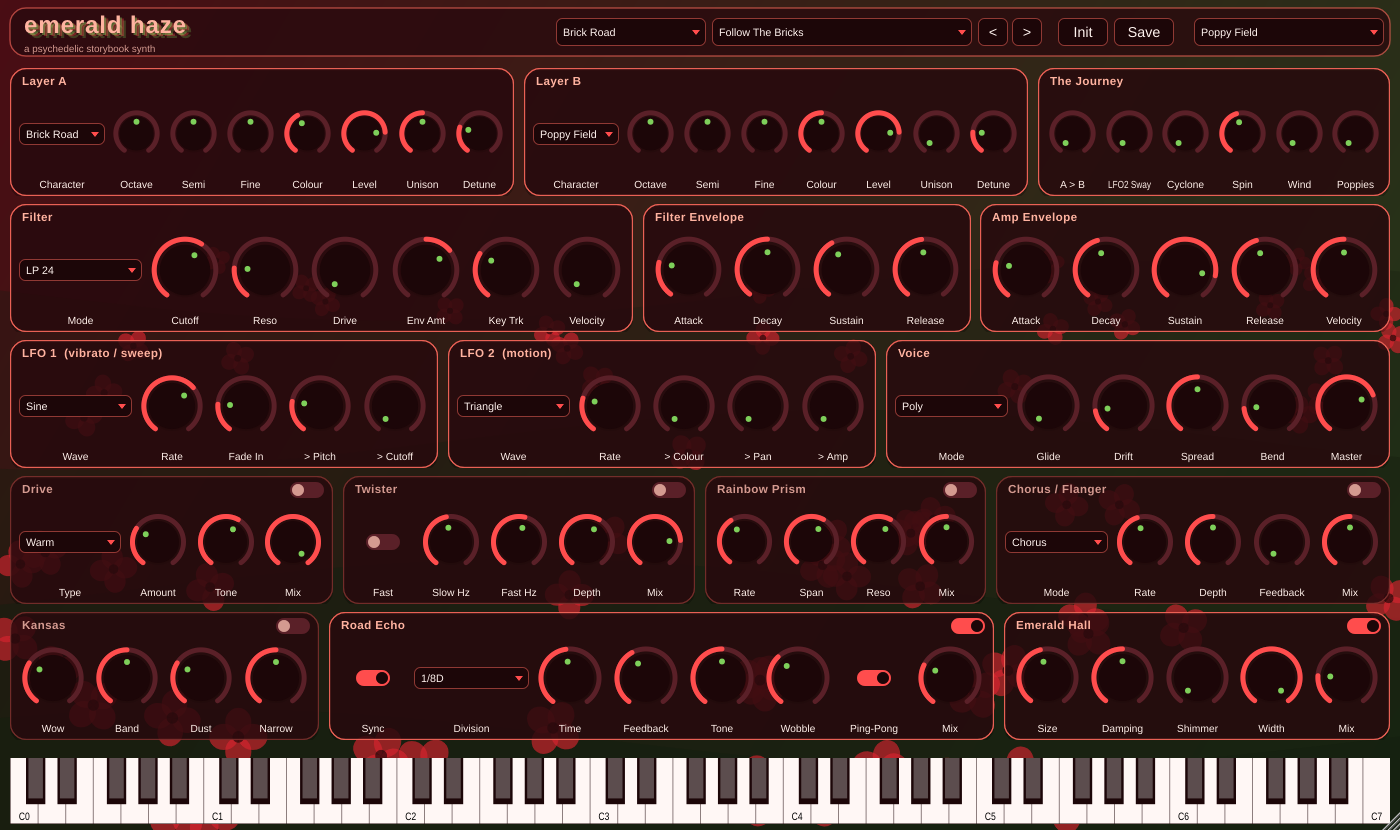 emerald haze
a psychedelic storybook synth
Brick Road
Follow The Bricks
<
>
Init
Save
Poppy Field
Layer A
Brick Road
Character
Octave
Semi
Fine
Colour
Level
Unison
Detune
Layer B
Poppy Field
Character
Octave
Semi
Fine
Colour
Level
Unison
Detune
The Journey
A > B
LFO2 Sway
Cyclone
Spin
Wind
Poppies
Filter
LP 24
Mode
Cutoff
Reso
Drive
Env Amt
Key Trk
Velocity
Filter Envelope
Attack
Decay
Sustain
Release
Amp Envelope
Attack
Decay
Sustain
Release
Velocity
LFO 1 (vibrato / sweep)
Sine
Wave
Rate
Fade In
> Pitch
> Cutoff
LFO 2 (motion)
Triangle
Wave
Rate
> Colour
> Pan
> Amp
Voice
Poly
Mode
Glide
Drift
Spread
Bend
Master
Drive
Warm
Type
Amount
Tone
Mix
Twister
Fast
Slow Hz
Fast Hz
Depth
Mix
Rainbow Prism
Rate
Span
Reso
Mix
Chorus / Flanger
Chorus
Mode
Rate
Depth
Feedback
Mix
Kansas
Wow
Band
Dust
Narrow
Road Echo
Sync
1/8D
Division
Time
Feedback
Tone
Wobble
Ping-Pong
Mix
Emerald Hall
Size
Damping
Shimmer
Width
Mix
C0
C1
C2
C3
C4
C5
C6
C7